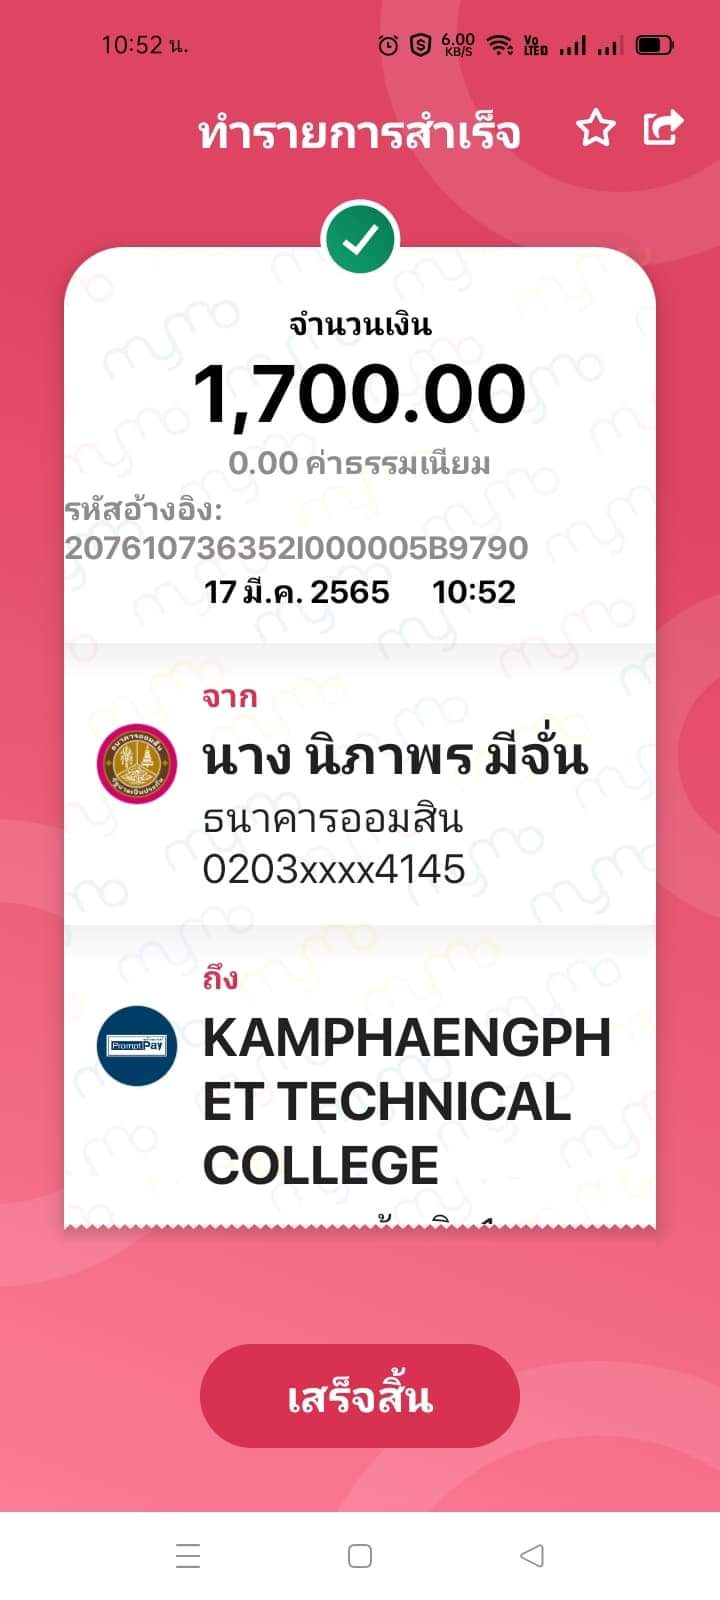 10:52 น.
6.00 KB/S
Vo LTED
ทำรายการสำเร็จ
จำนวนเงิน
1,700.00
0.00 ค่าธรรมเนียม
รหัสอ้างอิง:
207610736352I000005B9790
17 มี.ค. 2565 10:52
จาก
นาง นิภาพร มีจั่น
ธนาคารออมสิน
0203xxxx4145
ถึง
PromptPay
KAMPHAENGPH
ET TECHNICAL
COLLEGE
เสร็จสิ้น